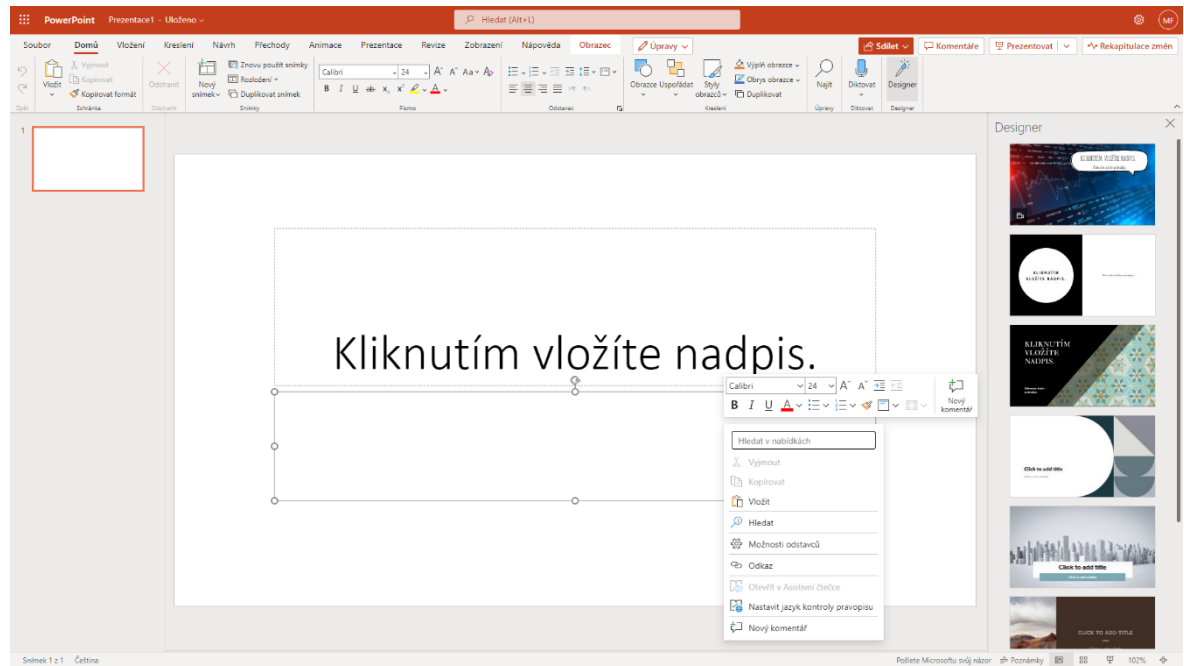 PowerPoint Prezentace1 - Uloženo
Hledat (Alt+L)
MF
Soubor Domů Vložení Kreslení Návrh Přechody Animace Prezentace Revize Zobrazení Nápověda Obrazec Úpravy Sdílet Komentáře Prezentovat Rekapitulace změn
Vložit
Vyjmout
Kopírovat
Kopírovat formát
Odstranit
Nový snímek
Znovu použít snímky
Rozložení
Duplikovat snímek
Calibri 24
B I U ab x, x² A
Obrazce Uspořádat Styly obrazců
Výplň obrazce
Obrys obrazce
Duplikovat
Najít
Diktovat
Designer
Zpět Schránka Odstranit Snímky Písmo Odstavec Kreslení Úpravy Diktovat Designer
1
Designer
KLIKNUTÍM VLOŽÍTE NADPIS.
KLIKNUTÍM
VLOŽÍTE NADPIS.
KLIKNUTÍM
VLOŽÍTE
NADPIS.
Click to add title
Click to add title
CLICK TO ADD TITLE
Kliknutím vložíte nadpis.
Calibri 24 A A
B I U A
Nový
komentář
Hledat v nabídkách
Vyjmout
Kopírovat
Vložit
Hledat
Možnosti odstavců
Odkaz
Otevřít v Asistivní čtečce
Nastavit jazyk kontroly pravopisu
Nový komentář
Snímek 1 z 1 Čeština
Pošlete Microsoftu svůj názor Poznámky 102%